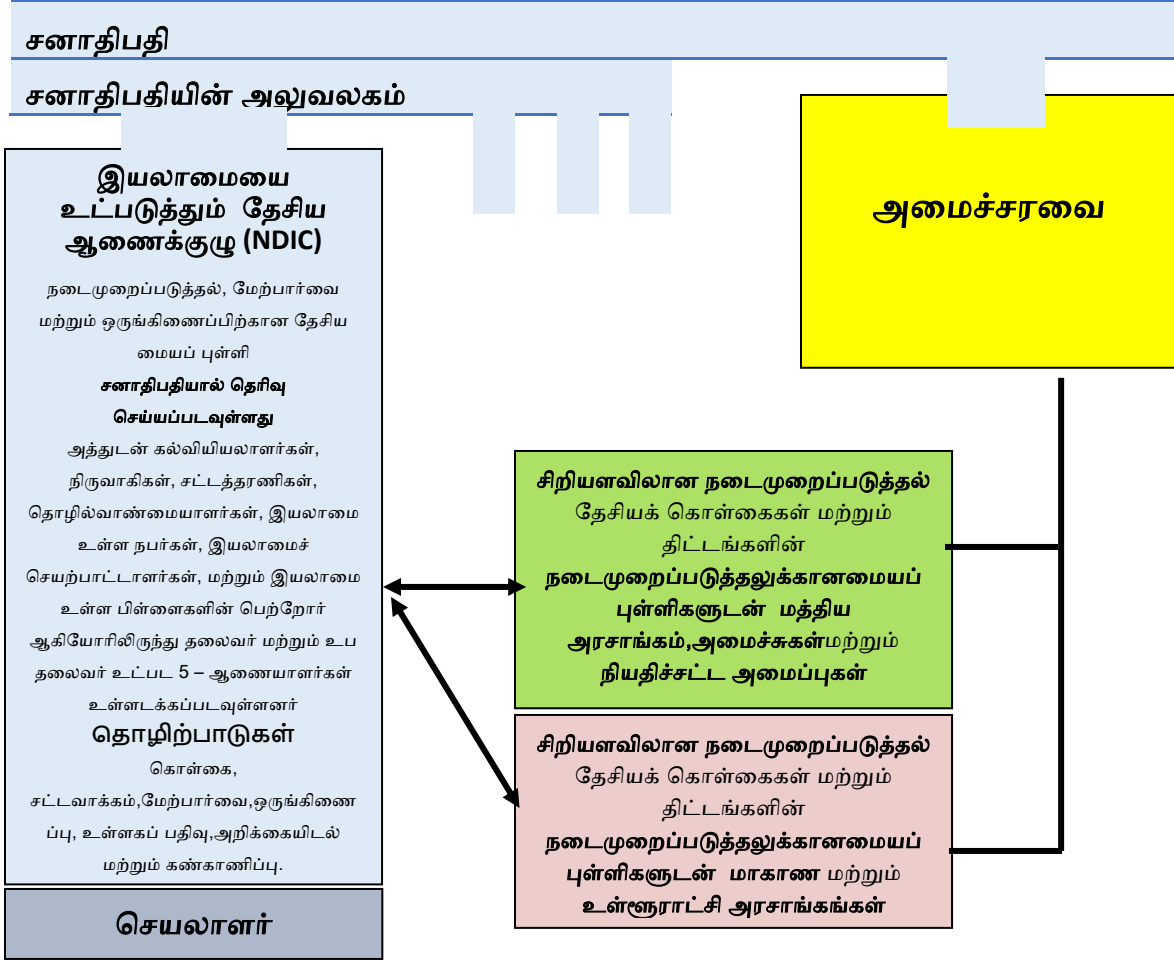 சனாதிபதி
சனாதிபதியின் அலுவலகம்
இயலாமையை
உட்படுத்தும் தேசிய
ஆணைக்குழு (NDIC)
நடைமுறைப்படுத்தல், மேற்பார்வை
மற்றும் ஒருங்கிணைப்பிற்கான தேசிய
மையப் புள்ளி
சனாதிபதியால் தெரிவு
செய்யப்படவுள்ளது
அத்துடன் கல்வியியலாளர்கள்,
நிருவாகிகள், சட்டத்தரணிகள்,
தொழில்வாண்மையாளர்கள், இயலாமை
உள்ள நபர்கள், இயலாமைச்
செயற்பாட்டாளர்கள், மற்றும் இயலாமை
உள்ள பிள்ளைகளின் பெற்றோர்
ஆகியோரிலிருந்து தலைவர் மற்றும் உப
தலைவர் உட்பட 5 – ஆணையாளர்கள்
உள்ளடக்கப்படவுள்ளனர்
தொழிற்பாடுகள்
கொள்கை,
சட்டவாக்கம்,மேற்பார்வை,ஒருங்கிணை
ப்பு, உள்ளகப் பதிவு,அறிக்கையிடல்
மற்றும் கண்காணிப்பு.
செயலாளர்
அமைச்சரவை
சிறியளவிலான நடைமுறைப்படுத்தல்
தேசியக் கொள்கைகள் மற்றும்
திட்டங்களின்
நடைமுறைப்படுத்தலுக்கானமையப்
புள்ளிகளுடன் மத்திய
அரசாங்கம்,அமைச்சுகள்மற்றும்
நியதிச்சட்ட அமைப்புகள்
சிறியளவிலான நடைமுறைப்படுத்தல்
தேசியக் கொள்கைகள் மற்றும்
திட்டங்களின்
நடைமுறைப்படுத்தலுக்கானமையப்
புள்ளிகளுடன் மாகாண மற்றும்
உள்ளூராட்சி அரசாங்கங்கள்